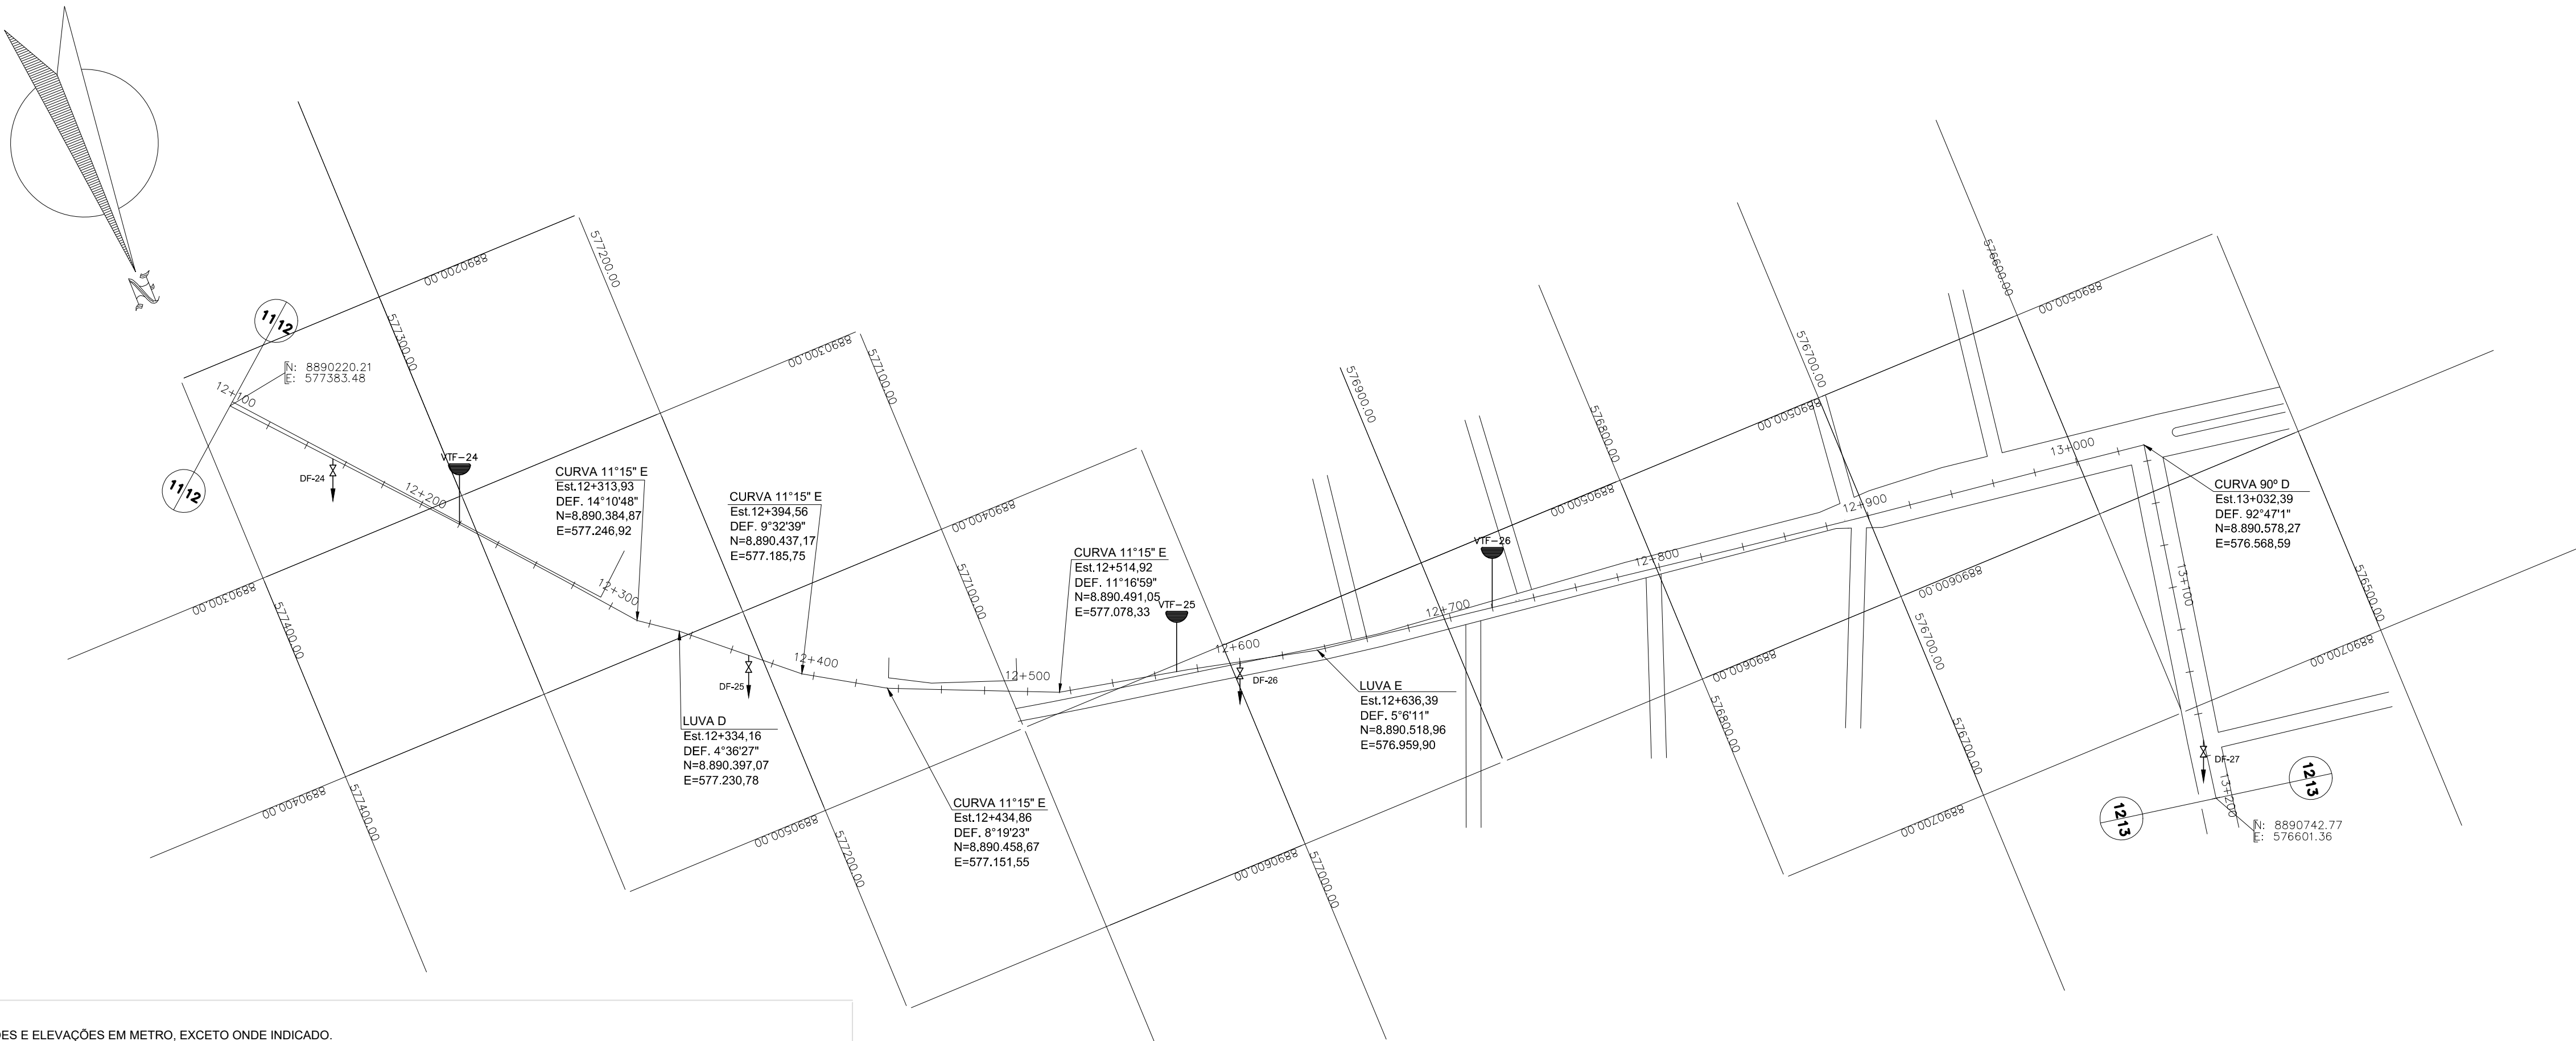 N
11/12
11/12
N: 8890220.21
E: 577383.48
12+100
DF-24
VTF-24
12+200
12+300
8890200.00
577300.00
577200.00
8890300.00
577100.00
8890300.00
577400.00
8890400.00
577400.00
CURVA 11°15" E
Est.12+313,93
DEF. 14°10'48"
N=8.890.384,87
E=577.246,92
LUVA D
Est.12+334,16
DEF. 4°36'27"
N=8.890.397,07
E=577.230,78
DF-25
CURVA 11°15" E
Est.12+394,56
DEF. 9°32'39"
N=8.890.437,17
E=577.185,75
12+400
8890500.00
577200.00
CURVA 11°15" E
Est.12+434,86
DEF. 8°19'23"
N=8.890.458,67
E=577.151,55
8890400.00
577100.00
12+500
CURVA 11°15" E
Est.12+514,92
DEF. 11°16'59"
N=8.890.491,05
E=577.078,33
VTF-25
12+600
DF-26
8890600.00
577000.00
576900.00
LUVA E
Est.12+636,39
DEF. 5°6'11"
N=8.890.518,96
E=576.959,90
12+700
VTF-26
8890500.00
576800.00
12+800
8890600.00
576800.00
8890500.00
576700.00
12+900
8890600.00
576700.00
576700.00
8890700.00
576600.00
8890500.00
13+000
CURVA 90º D
Est.13+032,39
DEF. 92°47'1"
N=8.890.578,27
E=576.568,59
13+100
576500.00
8890700.00
DF-27
13+200
12/13
12/13
N: 8890742.77
E: 576601.36
ES E ELEVAÇÕES EM METRO, EXCETO ONDE INDICADO.